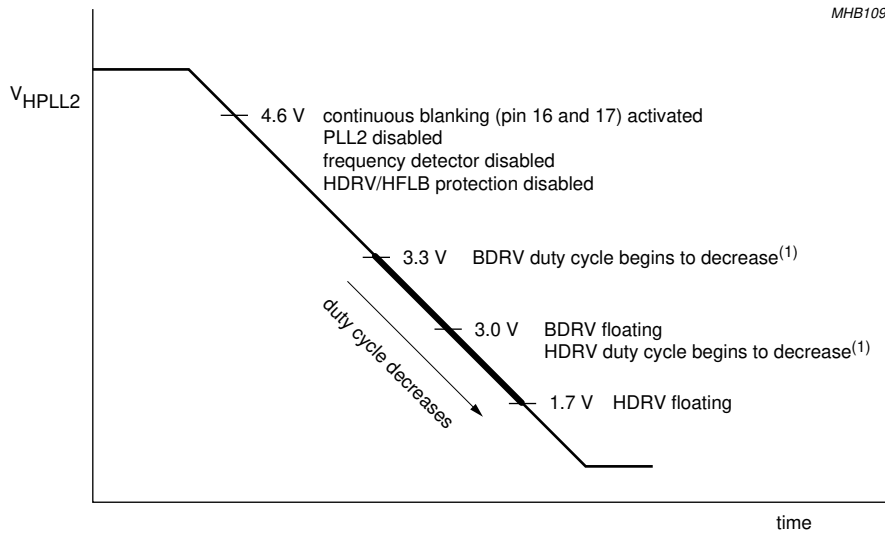 MHB109
VHPLL2
4.6 V continuous blanking (pin 16 and 17) activated
PLL2 disabled
frequency detector disabled
HDRV/HFLB protection disabled
3.3 V BDRV duty cycle begins to decrease(1)
duty cycle decreases
3.0 V BDRV floating
HDRV duty cycle begins to decrease(1)
1.7 V HDRV floating
time